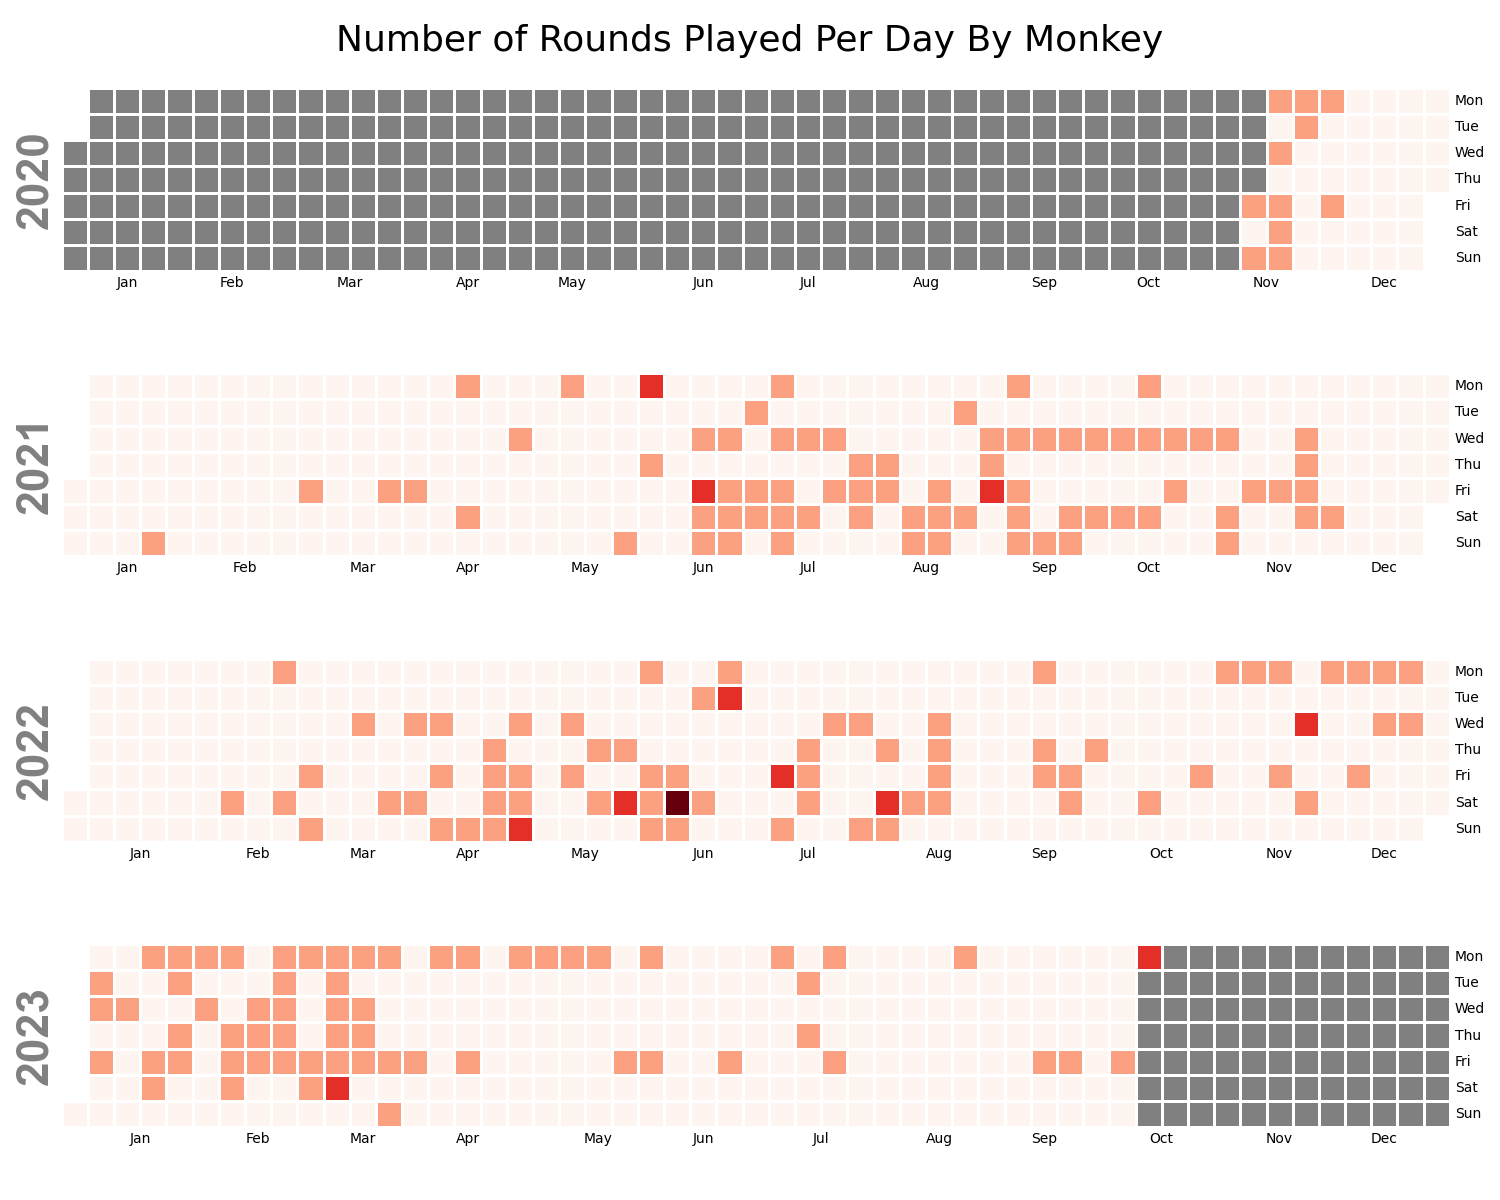 Number of Rounds Played Per Day By Monkey
2020
Mon
Tue
Wed
Thu
Fri
Sat
Sun
Jan Feb Mar Apr May Jun Jul Aug Sep Oct Nov Dec
2021
Mon
Tue
Wed
Thu
Fri
Sat
Sun
Jan Feb Mar Apr May Jun Jul Aug Sep Oct Nov Dec
2022
Mon
Tue
Wed
Thu
Fri
Sat
Sun
Jan Feb Mar Apr May Jun Jul Aug Sep Oct Nov Dec
2023
Mon
Tue
Wed
Thu
Fri
Sat
Sun
Jan Feb Mar Apr May Jun Jul Aug Sep Oct Nov Dec